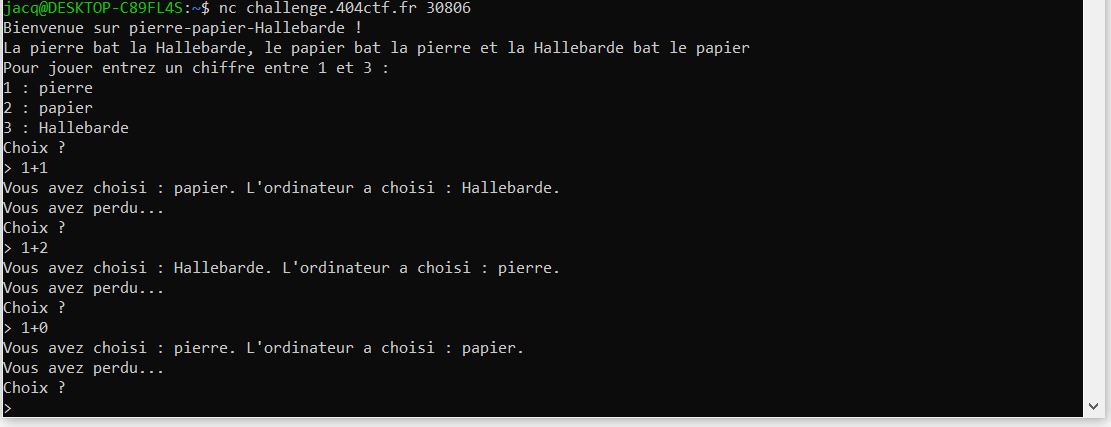 jacq@DESKTOP-C89FL4S:~$ nc challenge.404ctf.fr 30806
Bienvenue sur pierre-papier-Hallebarde !
La pierre bat la Hallebarde, le papier bat la pierre et la Hallebarde bat le papier
Pour jouer entrez un chiffre entre 1 et 3 :
1 : pierre
2 : papier
3 : Hallebarde
Choix ?
> 1+1
Vous avez choisi : papier. L'ordinateur a choisi : Hallebarde.
Vous avez perdu...
Choix ?
> 1+2
Vous avez choisi : Hallebarde. L'ordinateur a choisi : pierre.
Vous avez perdu...
Choix ?
> 1+0
Vous avez choisi : pierre. L'ordinateur a choisi : papier.
Vous avez perdu...
Choix ?
>